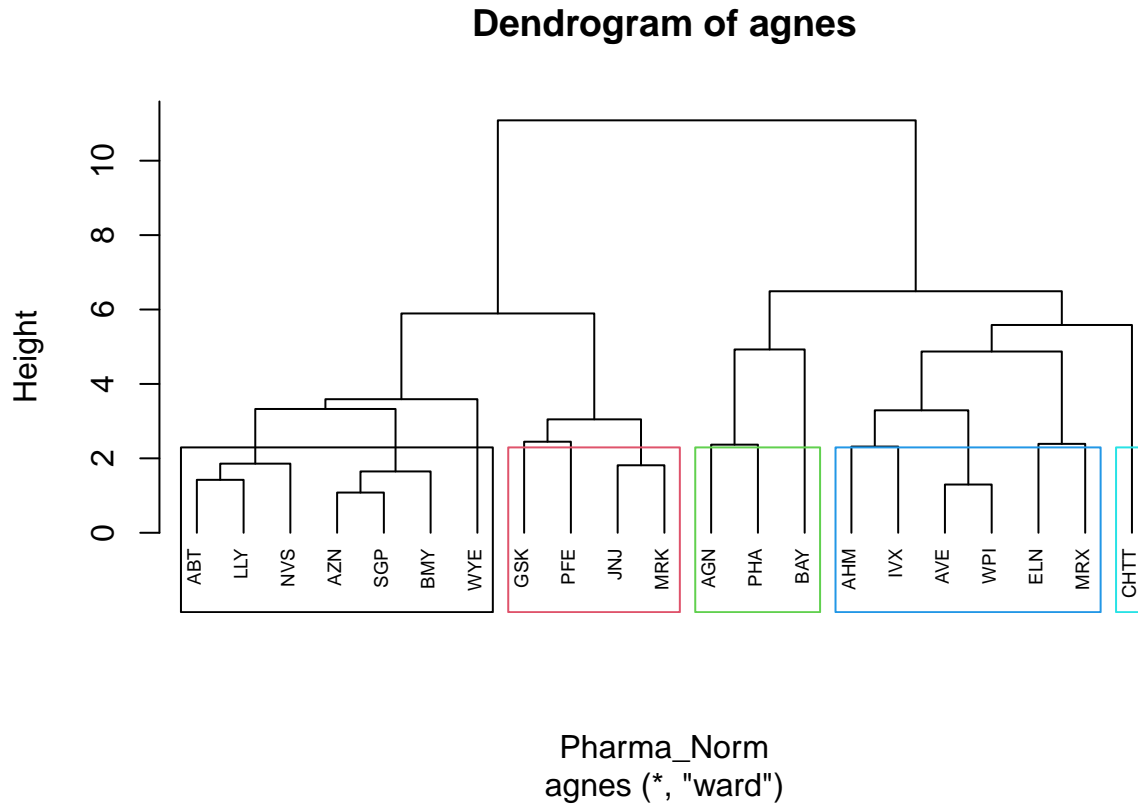 Dendrogram of agnes
Height
10
8
6
4
2
0
ABT
LLY
NVS
AZN
SGP
BMY
WYE
GSK
PFE
JNJ
MRK
AGN
PHA
BAY
AHM
IVX
AVE
WPI
ELN
MRX
CHTT
Pharma_Norm
agnes (*, "ward")